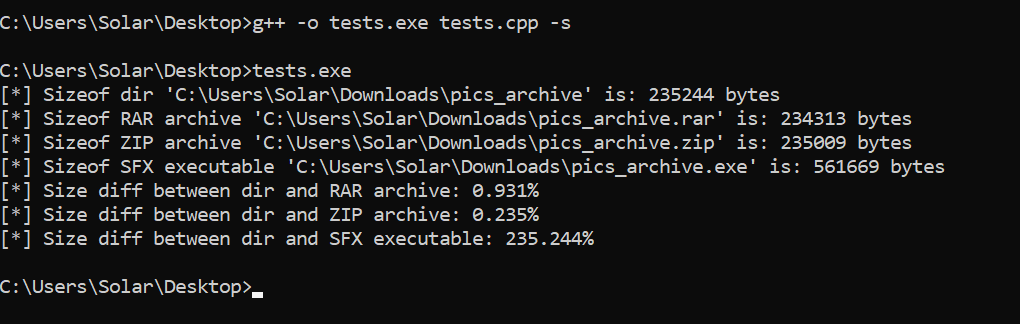 C:\Users\Solar\Desktop>g++ -o tests.exe tests.cpp -s
C:\Users\Solar\Desktop>tests.exe
[*] Sizeof dir 'C:\Users\Solar\Downloads\pics_archive' is: 235244 bytes
[*] Sizeof RAR archive 'C:\Users\Solar\Downloads\pics_archive.rar' is: 234313 bytes
[*] Sizeof ZIP archive 'C:\Users\Solar\Downloads\pics_archive.zip' is: 235009 bytes
[*] Sizeof SFX executable 'C:\Users\Solar\Downloads\pics_archive.exe' is: 561669 bytes
[*] Size diff between dir and RAR archive: 0.931%
[*] Size diff between dir and ZIP archive: 0.235%
[*] Size diff between dir and SFX executable: 235.244%
C:\Users\Solar\Desktop>